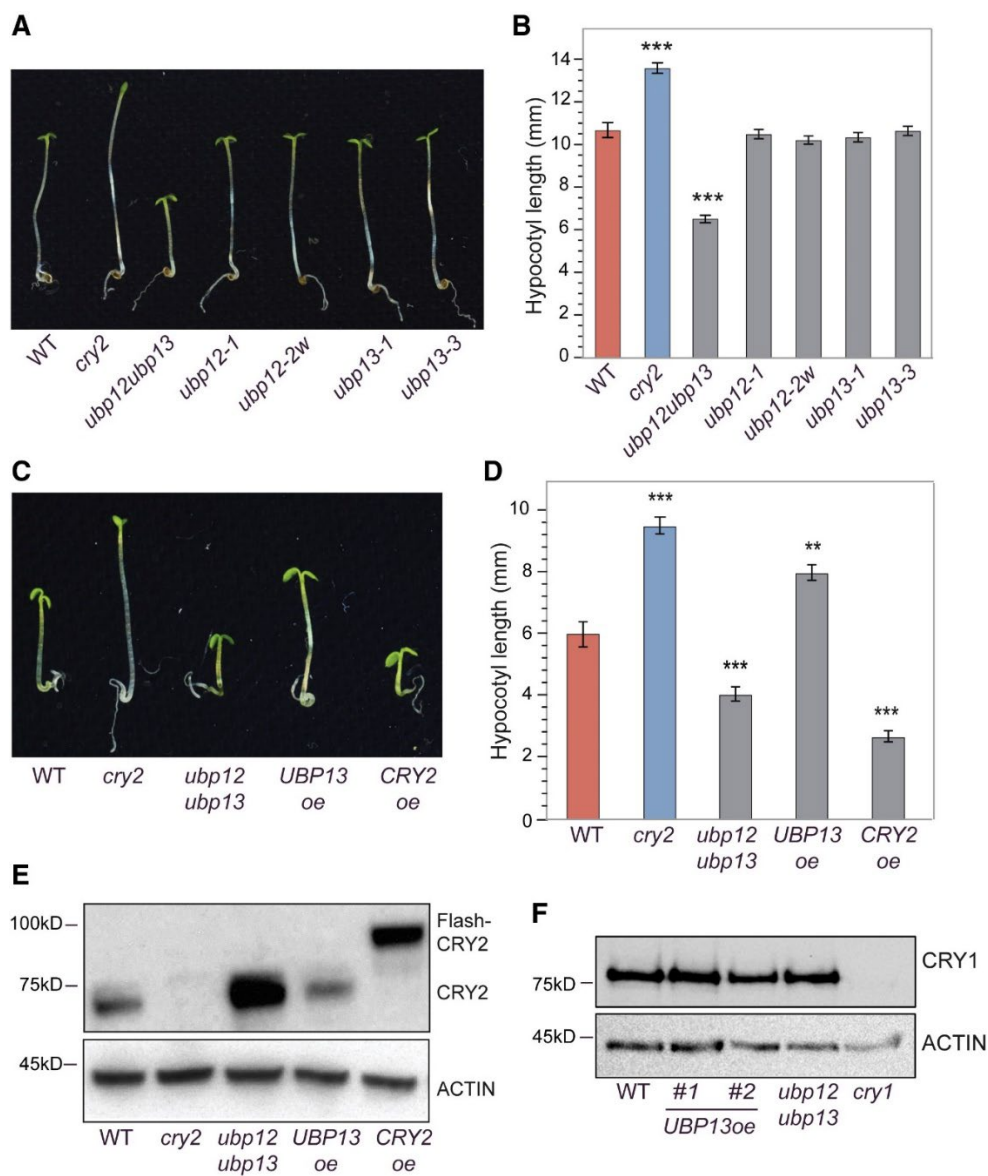 A
WT
cry2
ubp12ubp13
ubp12-1
ubp12-2w
ubp13-1
ubp13-3
B
Hypocotyl length (mm)
14
12
10
8
6
4
2
0
***
***
WT
cry2
ubp12ubp13
ubp12-1
ubp12-2w
ubp13-1
ubp13-3
C
WT
cry2
ubp12
ubp13
UBP13
oe
CRY2
oe
D
Hypocotyl length (mm)
10
8
6
4
2
0
***
***
**
***
WT
cry2
ubp12
ubp13
UBP13
oe
CRY2
oe
E
100kD
75kD
45kD
Flash-
CRY2
CRY2
ACTIN
WT
cry2
ubp12
ubp13
UBP13
oe
CRY2
oe
F
75kD
45kD
CRY1
ACTIN
WT
#1
#2
UBP13oe
ubp12
ubp13
cry1